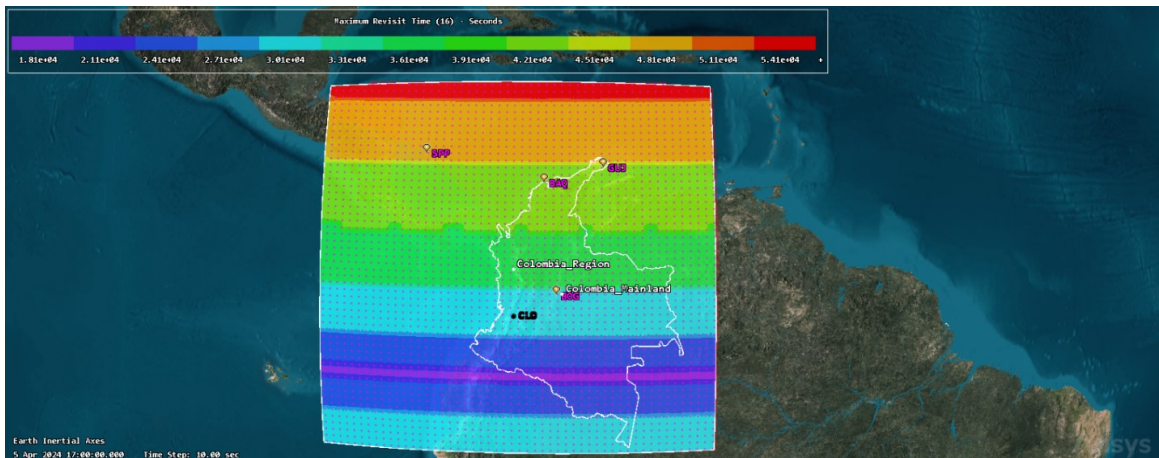 Maximum Revisit Time (16) - Seconds
1.81e+04 2.11e+04 2.41e+04 2.71e+04 3.01e+04 3.31e+04 3.61e+04 3.91e+04 4.21e+04 4.51e+04 4.81e+04 5.11e+04 5.41e+04 +
SPP
GUJ
BAQ
Colombia_Region
Colombia_Mainland
CLO
Earth Inertial Axes
5 Apr 2024 17:00:00.000 Time Step: 10.00 sec